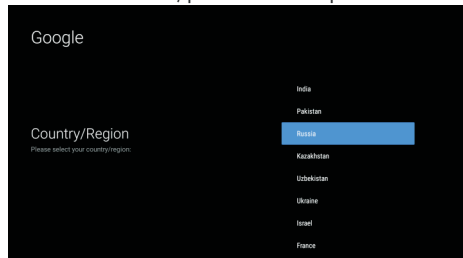 Google
India
Pakistan
Russia
Country/Region
Please select your country/region:
Kazakhstan
Uzbekistan
Ukraine
Israel
France